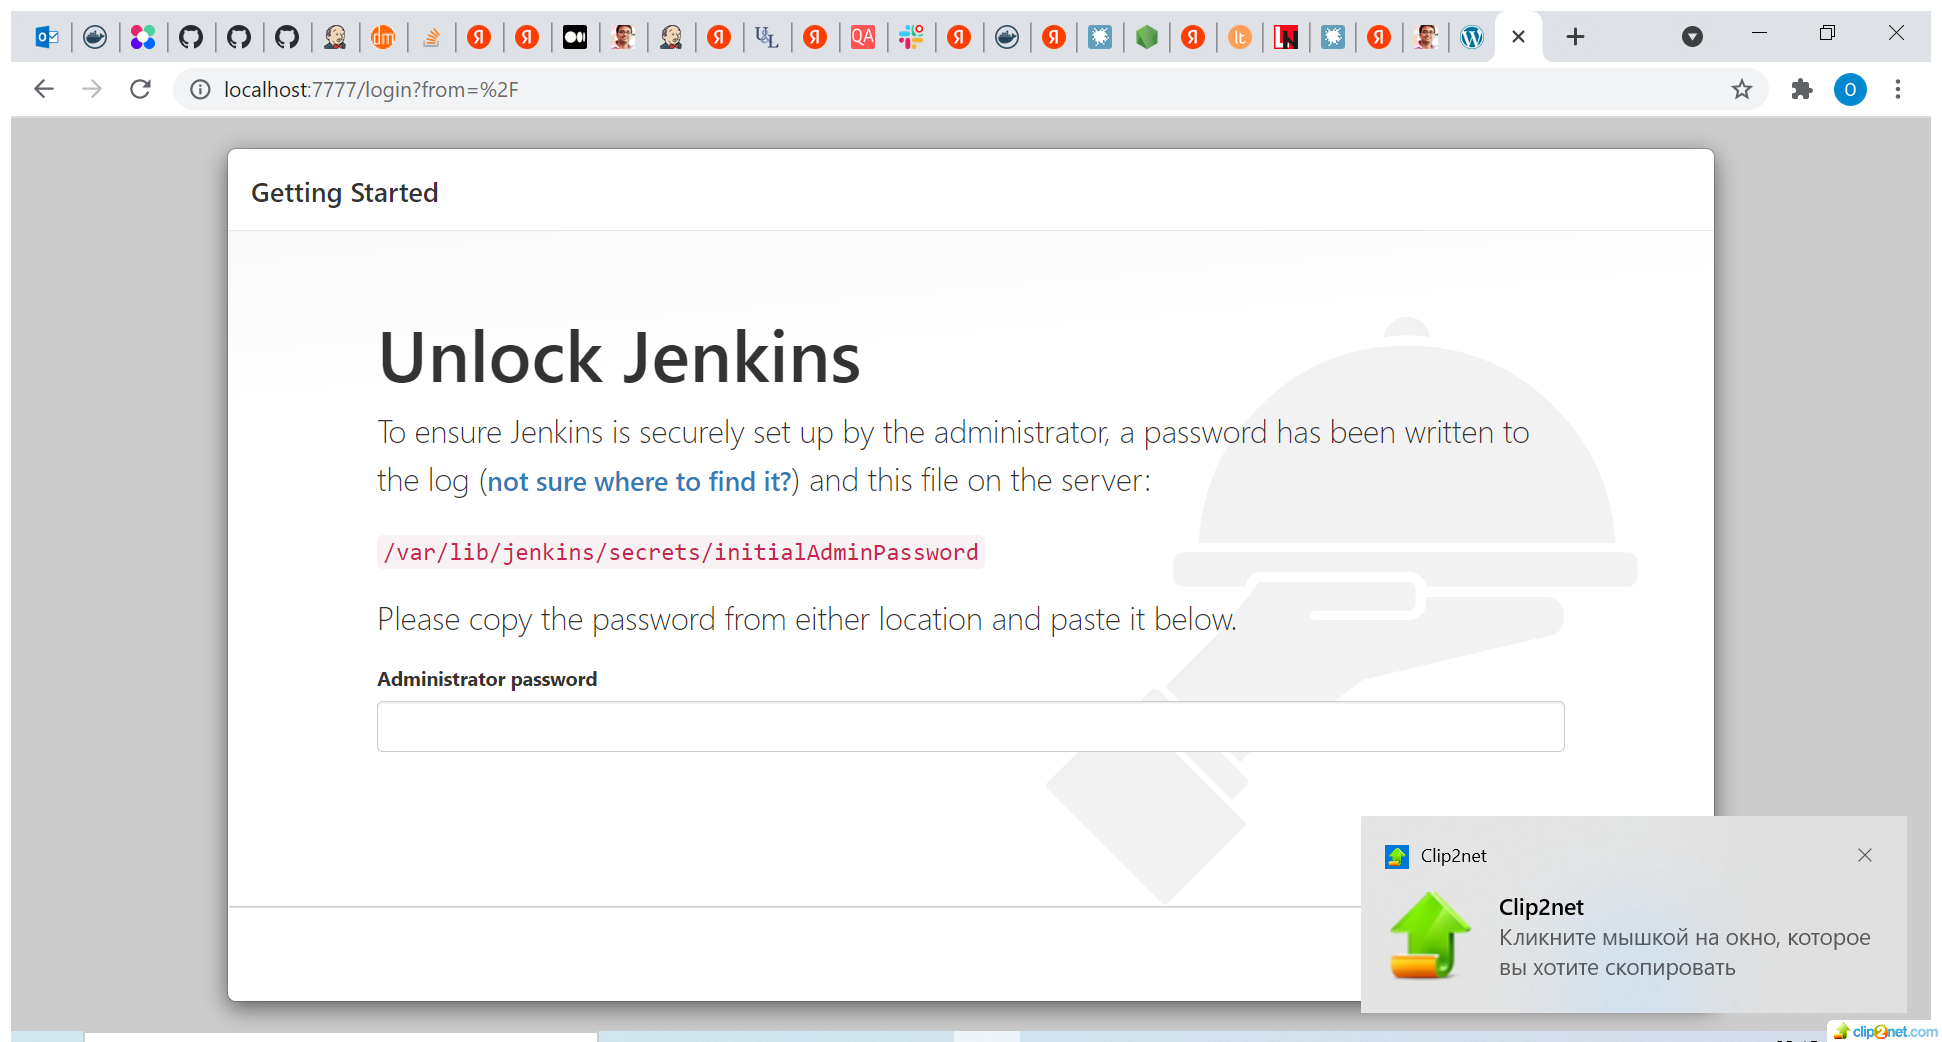 localhost:7777/login?from=%2F
O
Getting Started
Unlock Jenkins
To ensure Jenkins is securely set up by the administrator, a password has been written to
the log (not sure where to find it?) and this file on the server:
/var/lib/jenkins/secrets/initialAdminPassword
Please copy the password from either location and paste it below.
Administrator password
Clip2net
Clip2net
Кликните мышкой на окно, которое
вы хотите скопировать
clip2net.com